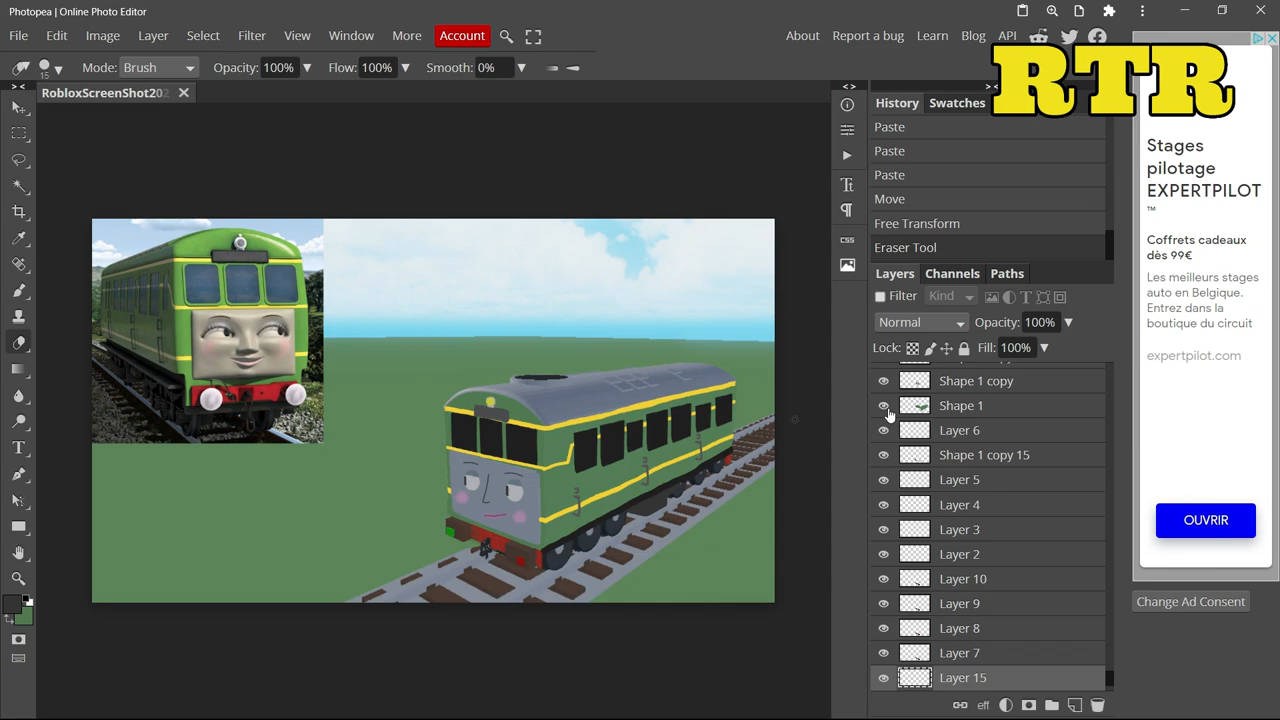 Photopea | Online Photo Editor
File Edit Image Layer Select Filter View Window More Account
About Report a bug Learn Blog API
15 Mode: Brush Opacity: 100% Flow: 100% Smooth: 0%
RTR
RobloxScreenShot202
History Swatches
Paste
Paste
Paste
Move
Free Transform
Eraser Tool
CSS
Layers Channels Paths
Filter Kind
Normal Opacity: 100%
Lock: Fill: 100%
Shape 1 copy
Shape 1
Layer 6
Shape 1 copy 15
Layer 5
Layer 4
Layer 3
Layer 2
Layer 10
Layer 9
Layer 8
Layer 7
Layer 15
eff
Stages
pilotage
EXPERTPILOT
™
Coffrets cadeaux
dès 99€
Les meilleurs stages
auto en Belgique.
Entrez dans la
boutique du circuit
expertpilot.com
OUVRIR
Change Ad Consent